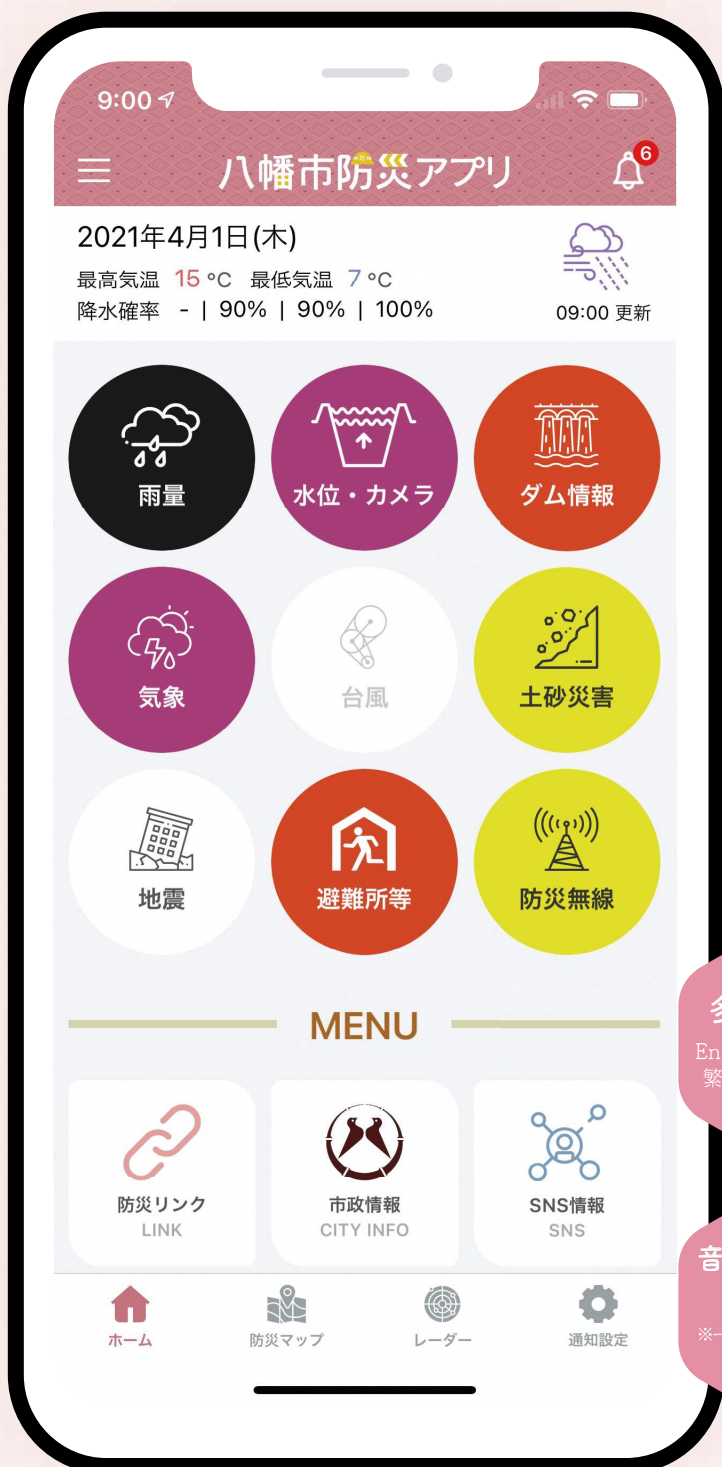 9:00
八幡市防災アプリ
6
2021年4月1日(木)
最高気温 15 °C 最低気温 7 °C
降水確率 - | 90% | 90% | 100%
09:00 更新
雨量
水位・カメラ
ダム情報
気象
台風
土砂災害
地震
避難所等
防災無線
MENU
En
繁
防災リンク
LINK
市政情報
CITY INFO
SNS情報
SNS
音
ホーム
防災マップ
レーダー
通知設定